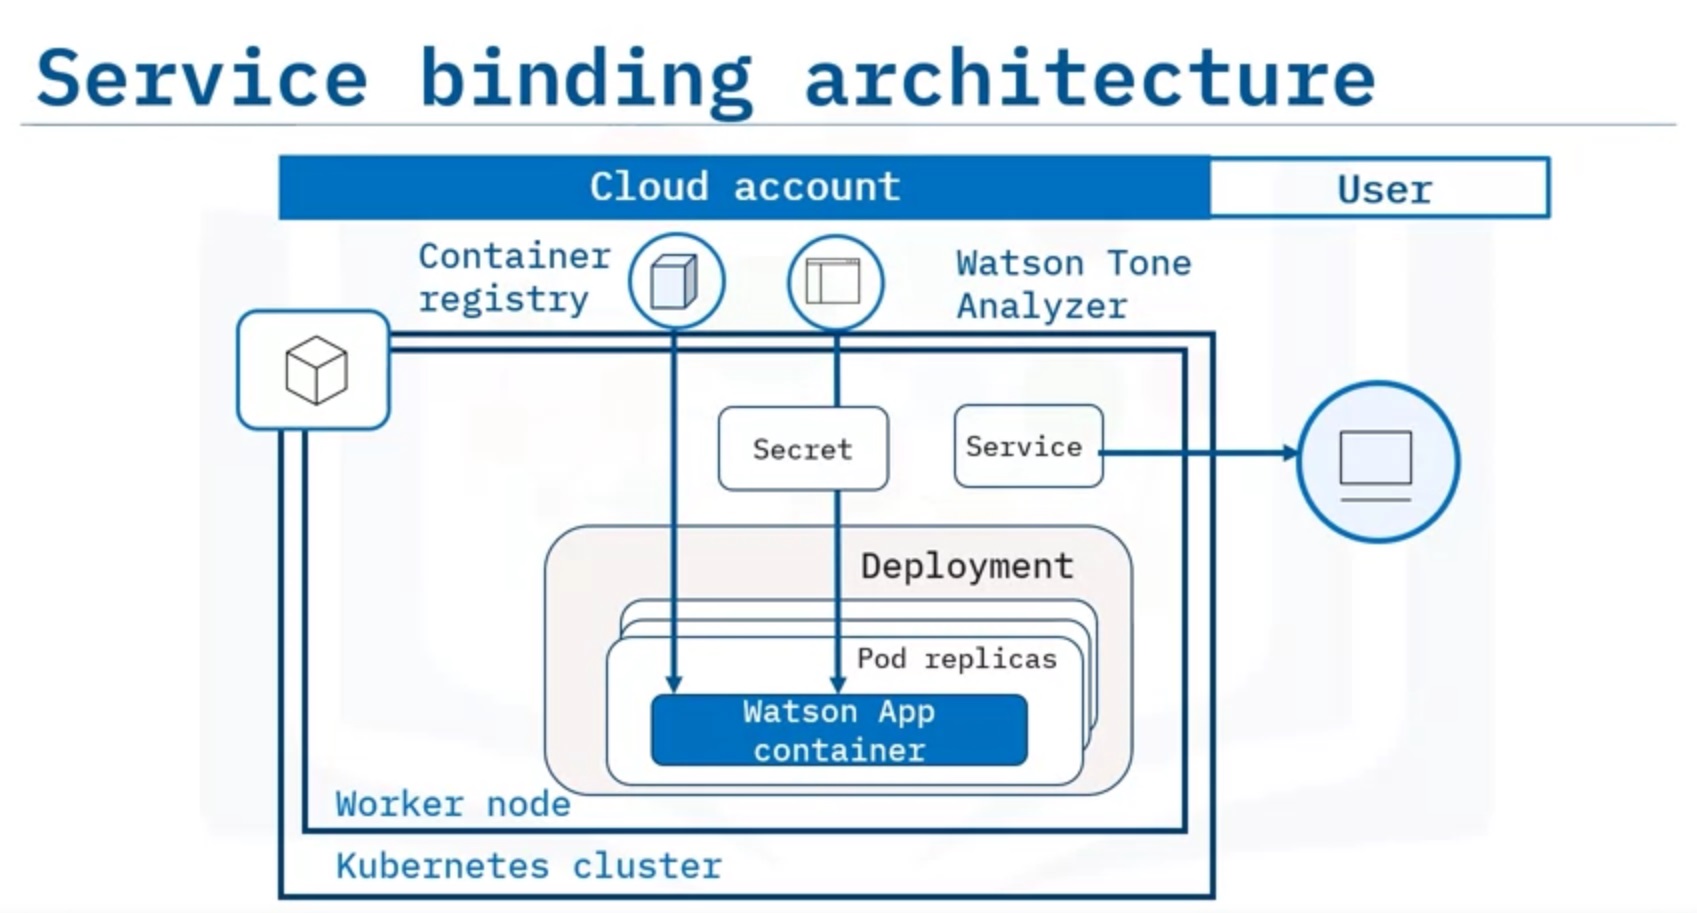 Service binding architecture
Cloud account
User
Container
registry
Watson Tone
Analyzer
Secret
Service
Deployment
Pod replicas
Watson App
container
Worker node
Kubernetes cluster